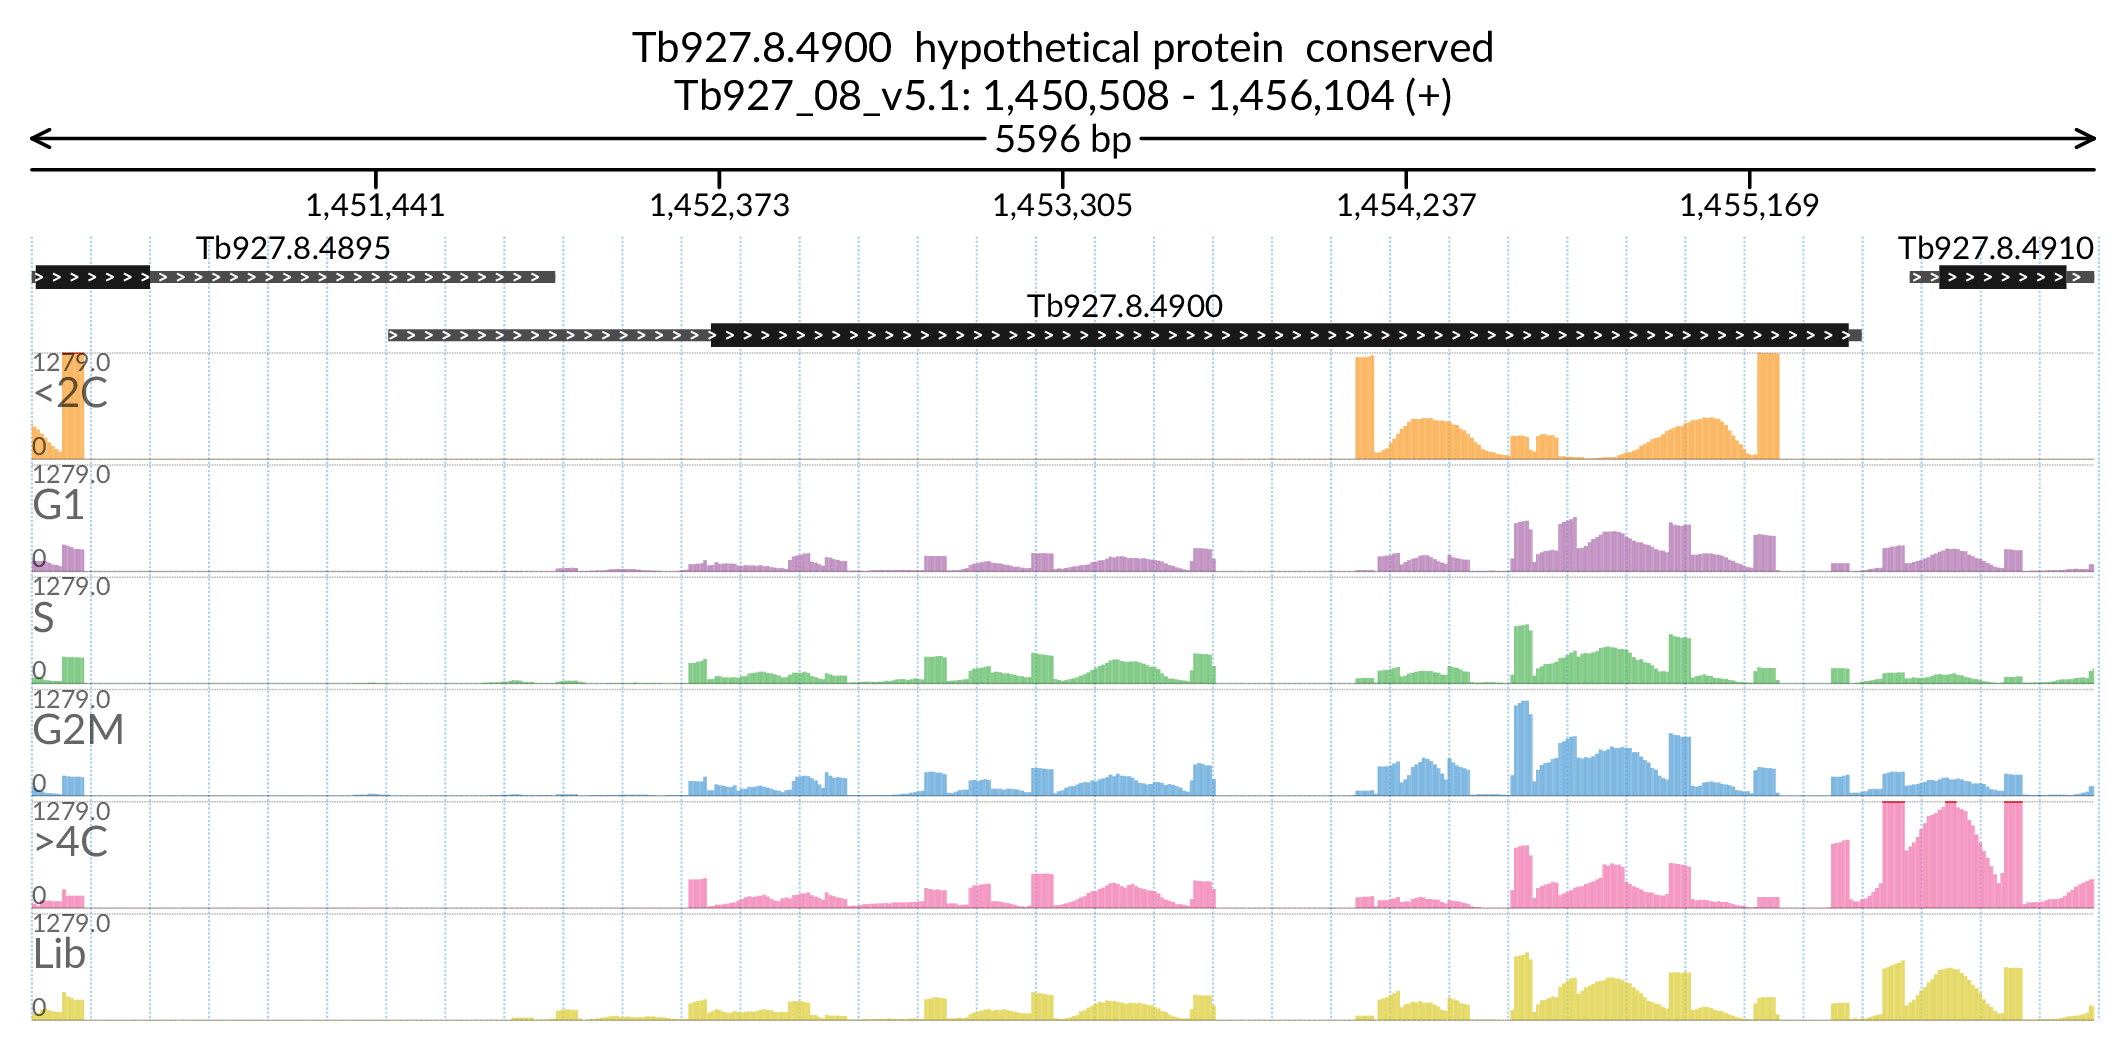 Tb927.8.4900 hypothetical protein conserved
Tb927_08_v5.1: 1,450,508 - 1,456,104 (+)
5596 bp
1,451,441 1,452,373 1,453,305 1,454,237 1,455,169
Tb927.8.4895 Tb927.8.4910
Tb927.8.4900
1279.0
<2C
0
1279.0
G1
0
1279.0
S
0
1279.0
G2M
0
1279.0
>4C
0
1279.0
Lib
0